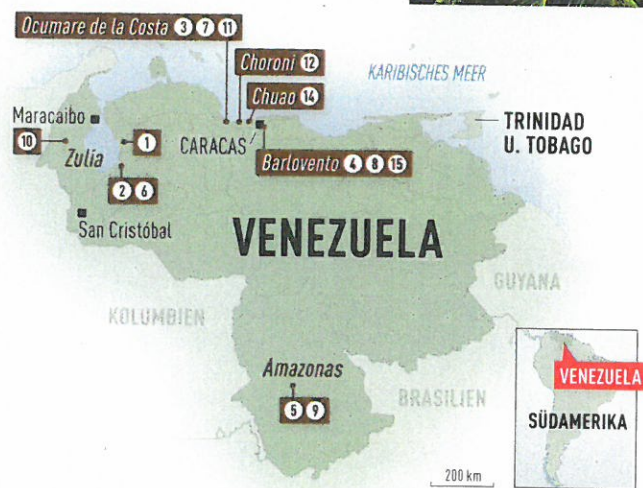 Ocumare de la Costa 3 7 11
Choroní 12
KARIBISCHES MEER
Chuao 14
Maracaibo
TRINIDAD
U. TOBAGO
10
Zulia
1
CARACAS
Barlovento 4 8 15
2 6
San Cristóbal
VENEZUELA
GUYANA
KOLUMBIEN
Amazonas
5 9
BRASILIEN
VENEZUELA
SÜDAMERIKA
200 km